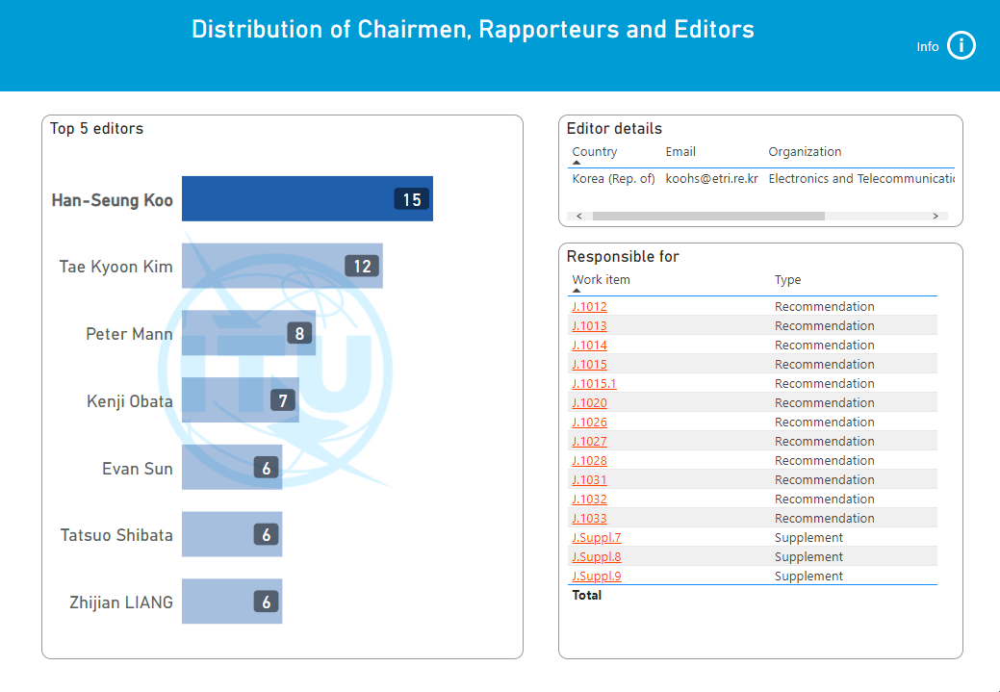 Distribution of Chairmen, Rapporteurs and Editors
Info
Top 5 editors
Han-Seung Koo 15
Tae Kyoon Kim 12
Peter Mann 8
Kenji Obata 7
Evan Sun 6
Tatsuo Shibata 6
Zhijian LIANG 6
ITU
Editor details
Country Email Organization
Korea (Rep. of) koohs@etri.re.kr Electronics and Telecommunicatic
Responsible for
Work item Type
J.1012 Recommendation
J.1013 Recommendation
J.1014 Recommendation
J.1015 Recommendation
J.1015.1 Recommendation
J.1020 Recommendation
J.1026 Recommendation
J.1027 Recommendation
J.1028 Recommendation
J.1031 Recommendation
J.1032 Recommendation
J.1033 Recommendation
J.Suppl.7 Supplement
J.Suppl.8 Supplement
J.Suppl.9 Supplement
Total